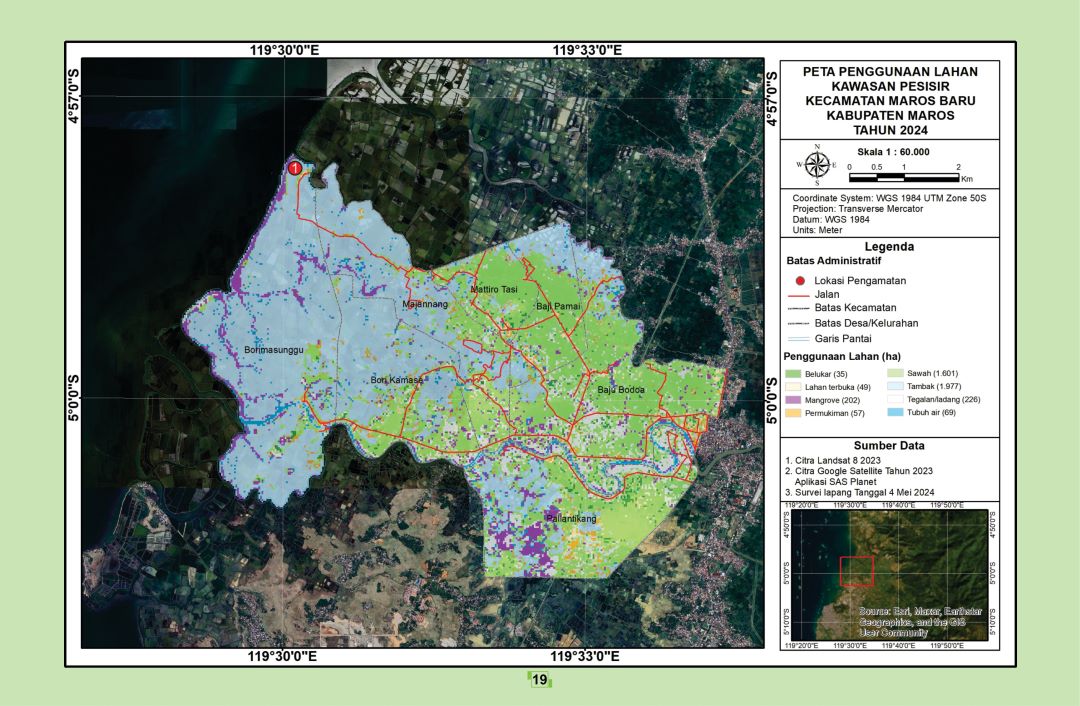 119°30'0"E
119°33'0"E
4°57'0"S
4°57'0"S
5°0'0"S
5°0'0"S
119°30'0"E
119°33'0"E
1
Mattiro Tasi
Majannang
Baji Pamai
Borimasunggu
Bori Kamase
Baju Bodoa
Pallantikang
PETA PENGGUNAAN LAHAN
KAWASAN PESISIR
KECAMATAN MAROS BARU
KABUPATEN MAROS
TAHUN 2024
N
W E
S
Skala 1 : 60.000
0 0.5 1 2
Km
Coordinate System: WGS 1984 UTM Zone 50S
Projection: Transverse Mercator
Datum: WGS 1984
Units: Meter
Legenda
Batas Administratif
Lokasi Pengamatan
Jalan
Batas Kecamatan
Batas Desa/Kelurahan
Garis Pantai
Penggunaan Lahan (ha)
Belukar (35)
Lahan terbuka (49)
Mangrove (202)
Permukiman (57)
Sawah (1.601)
Tambak (1.977)
Tegalan/ladang (226)
Tubuh air (69)
Sumber Data
1. Citra Landsat 8 2023
2. Citra Google Satellite Tahun 2023
Aplikasi SAS Planet
3. Survei lapang Tanggal 4 Mei 2024
119°20'0"E 119°30'0"E 119°40'0"E 119°50'0"E
4°50'0"S
4°50'0"S
5°0'0"S
5°0'0"S
5°10'0"S
5°10'0"S
Source: Esri, Maxar, Earthstar
Geographics, and the GIS
User Community
119°20'0"E 119°30'0"E 119°40'0"E 119°50'0"E
19